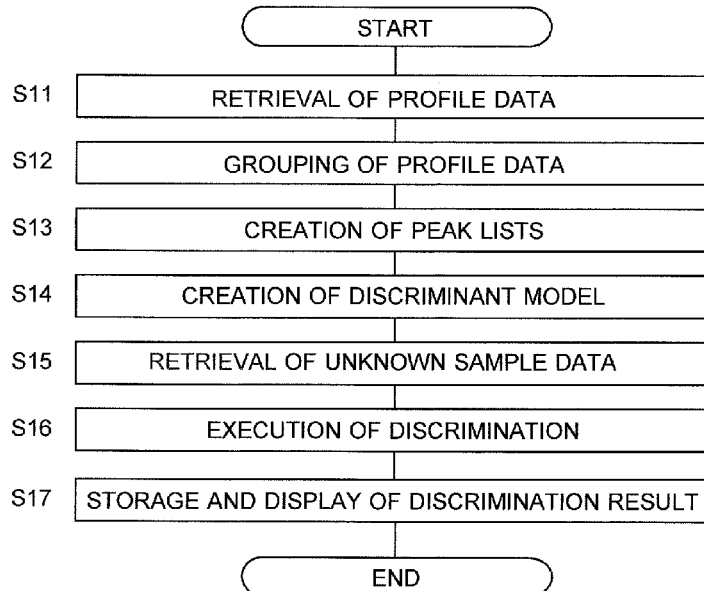 START
S11 RETRIEVAL OF PROFILE DATA
S12 GROUPING OF PROFILE DATA
S13 CREATION OF PEAK LISTS
S14 CREATION OF DISCRIMINANT MODEL
S15 RETRIEVAL OF UNKNOWN SAMPLE DATA
S16 EXECUTION OF DISCRIMINATION
S17 STORAGE AND DISPLAY OF DISCRIMINATION RESULT
END